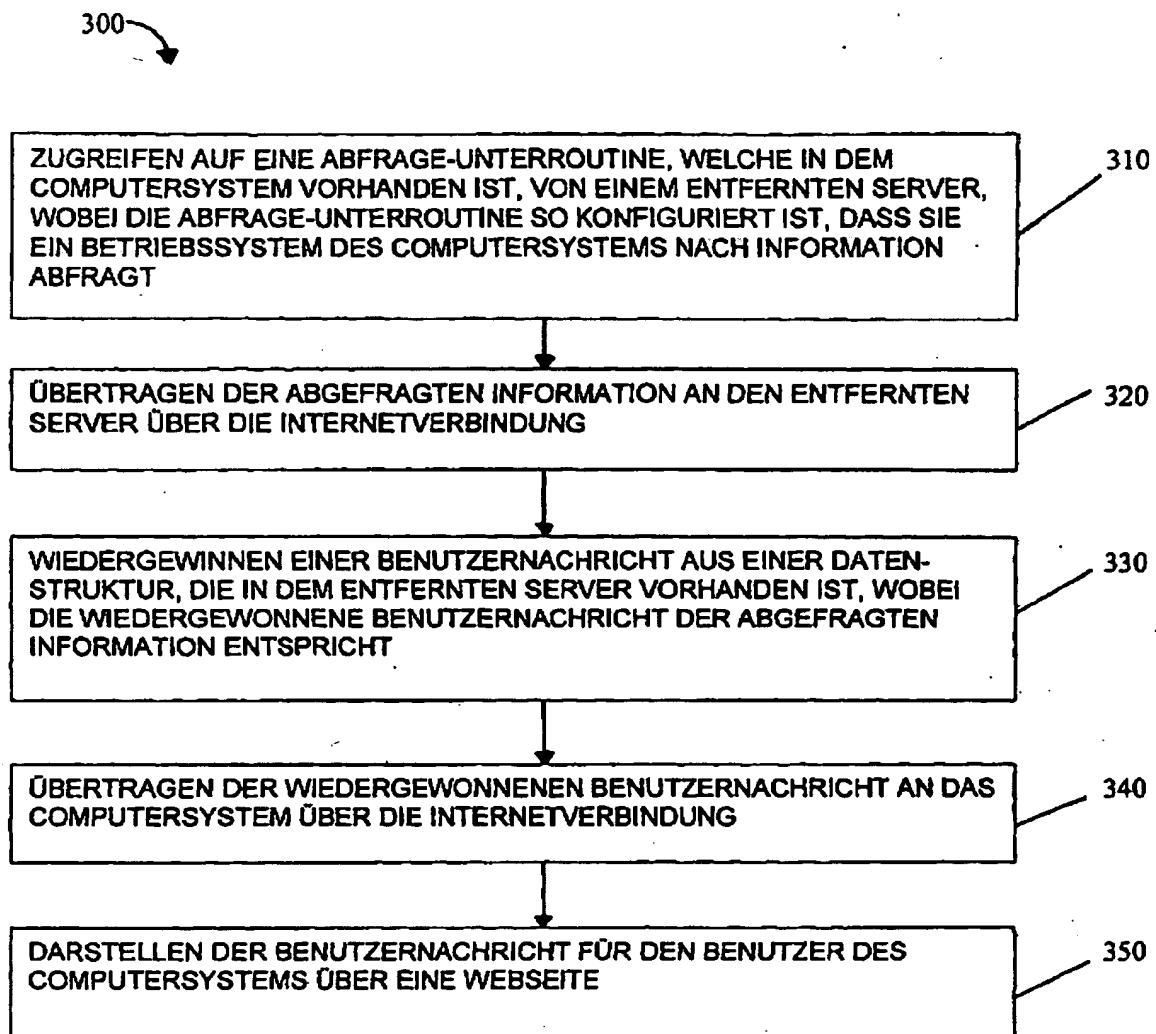 300
ZUGREIFEN AUF EINE ABFRAGE-UNTERROUTINE, WELCHE IN DEM
COMPUTERSYSTEM VORHANDEN IST, VON EINEM ENTFERNTEN SERVER,
WOBEI DIE ABFRAGE-UNTERROUTINE SO KONFIGURIERT IST, DASS SIE
EIN BETRIEBSSYSTEM DES COMPUTERSYSTEMS NACH INFORMATION
ABFRAGT
310
ÜBERTRAGEN DER ABGEFRAGTEN INFORMATION AN DEN ENTFERNTEN
SERVER ÜBER DIE INTERNETVERBINDUNG
320
WIEDERGEWINNEN EINER BENUTZERNACHRICHT AUS EINER DATEN-
STRUKTUR, DIE IN DEM ENTFERNTEN SERVER VORHANDEN IST, WOBEI
DIE WIEDERGEWONNENE BENUTZERNACHRICHT DER ABGEFRAGTEN
INFORMATION ENTSPRICHT
330
ÜBERTRAGEN DER WIEDERGEWONNENEN BENUTZERNACHRICHT AN DAS
COMPUTERSYSTEM ÜBER DIE INTERNETVERBINDUNG
340
DARSTELLEN DER BENUTZERNACHRICHT FÜR DEN BENUTZER DES
COMPUTERSYSTEMS ÜBER EINE WEBSEITE
350